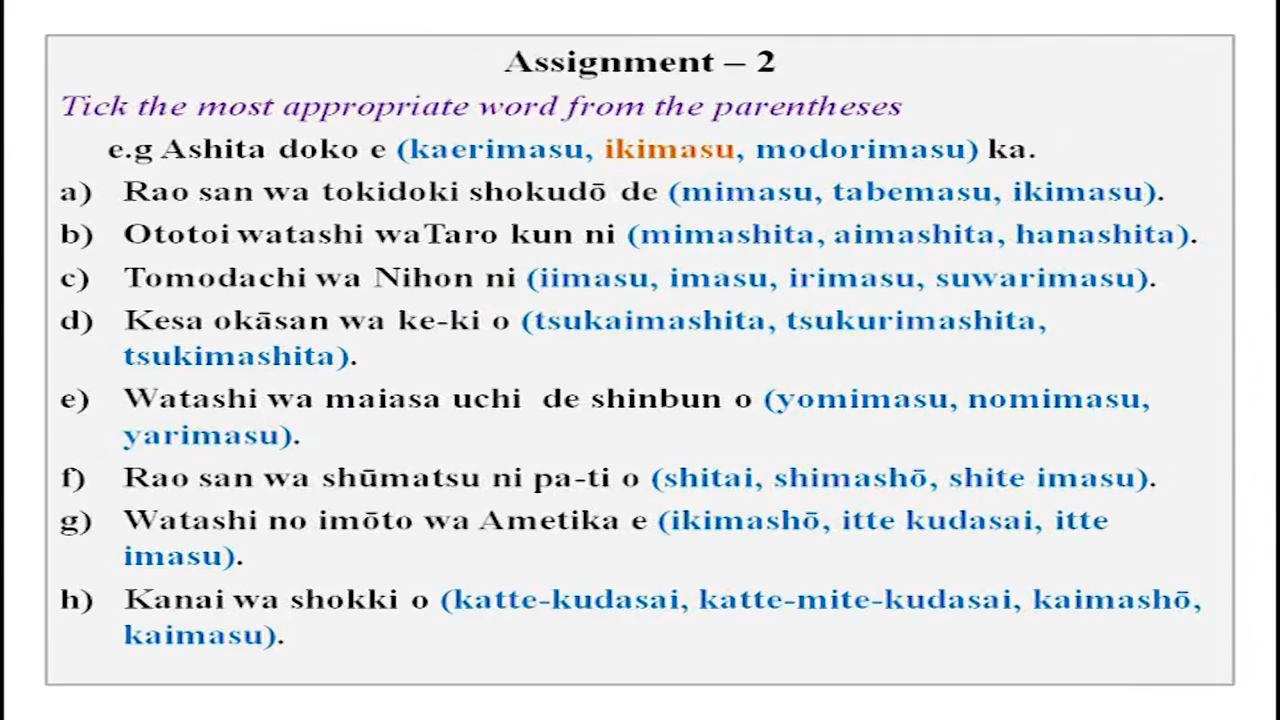 Assignment – 2
Tick the most appropriate word from the parentheses
e.g Ashita doko e (kaerimasu, ikimasu, modorimasu) ka.
a) Rao san wa tokidoki shokudō de (mimasu, tabemasu, ikimasu).
b) Ototoi watashi waTaro kun ni (mimashita, aimashita, hanashita).
c) Tomodachi wa Nihon ni (iimasu, imasu, irimasu, suwarimasu).
d) Kesa okāsan wa ke-ki o (tsukaimashita, tsukurimashita,
tsukimashita).
e) Watashi wa maiasa uchi de shinbun o (yomimasu, nomimasu,
yarimasu).
f) Rao san wa shūmatsu ni pa-ti o (shitai, shimashō, shite imasu).
g) Watashi no imōto wa Ametika e (ikimashō, itte kudasai, itte
imasu).
h) Kanai wa shokki o (katte-kudasai, katte-mite-kudasai, kaimashō,
kaimasu).